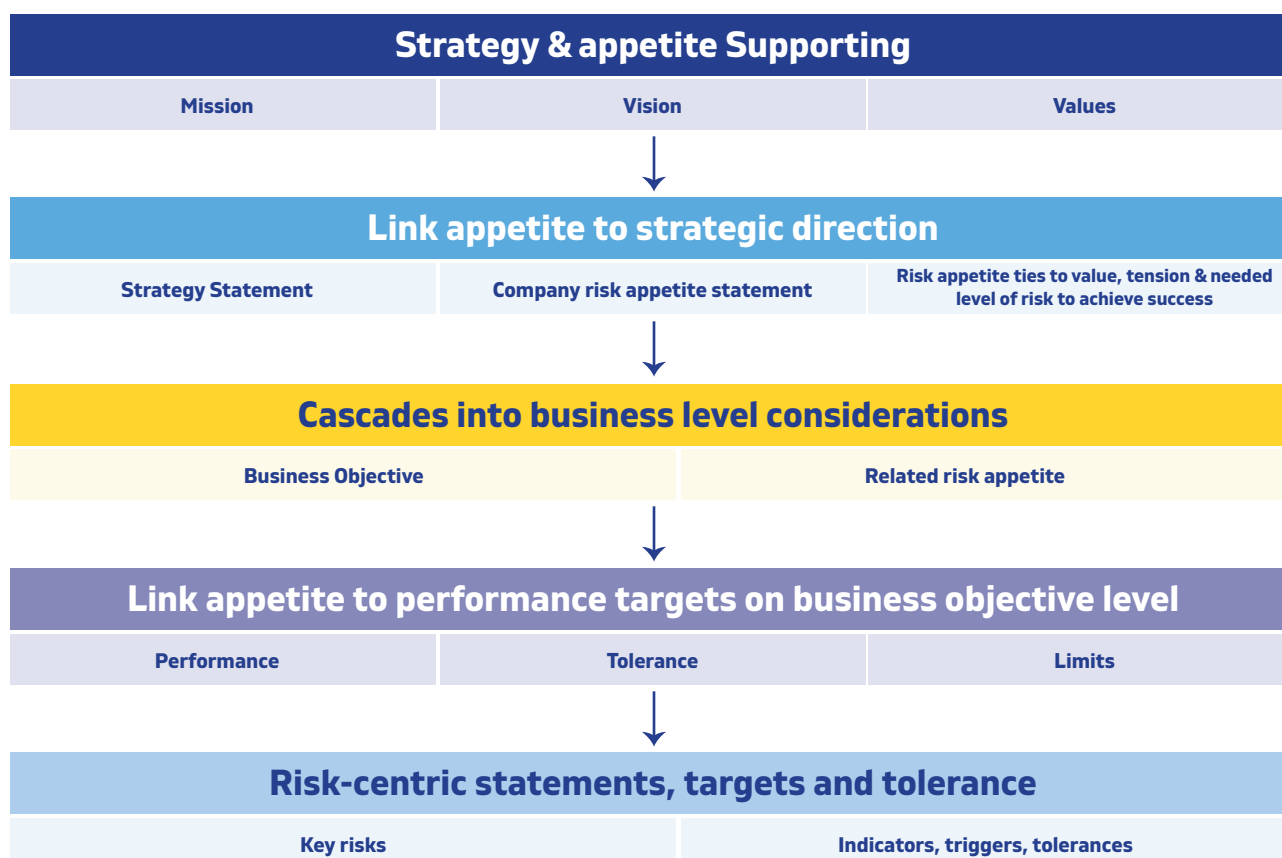 Strategy & appetite Supporting
Mission
Vision
Values
Link appetite to strategic direction
Strategy Statement
Company risk appetite statement
Risk appetite ties to value, tension & needed
level of risk to achieve success
Cascades into business level considerations
Business Objective
Related risk appetite
Link appetite to performance targets on business objective level
Performance
Tolerance
Limits
Risk-centric statements, targets and tolerance
Key risks
Indicators, triggers, tolerances